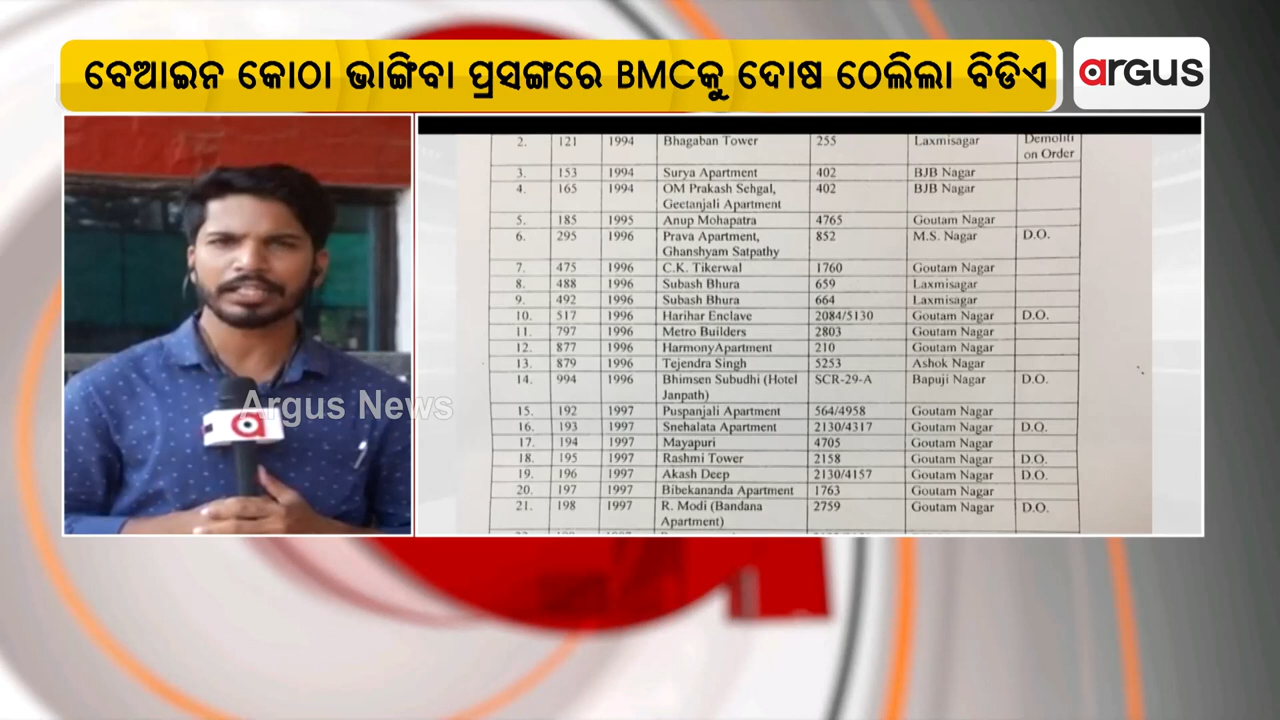 ବେଆଇନ କୋଠା ଭାଙ୍ଗିବା ପ୍ରସଙ୍ଗରେ BMCକୁ ଦୋଷ ଠେଲିଲା ବିଡିଏ
argus
2. 121 1994 Bhagaban Tower 255 Laxmisagar Demoliti
on Order
3. 153 1994 Surya Apartment 402 BJB Nagar
4. 165 1994 OM Prakash Sehgal, 402 BJB Nagar
Geetanjali Apartment
5. 185 1995 Anup Mohapatra 4765 Goutam Nagar
6. 295 1996 Prava Apartment, 852 M.S. Nagar D.O.
Ghanshyam Satpathy
7. 475 1996 C.K. Tikerwal 1760 Goutam Nagar
8. 488 1996 Subash Bhura 659 Laxmisagar
9. 492 1996 Subash Bhura 664 Laxmisagar
10. 517 1996 Harihar Enclave 2084/5130 Goutam Nagar D.O.
11. 797 1996 Metro Builders 2803 Goutam Nagar
12. 877 1996 HarmonyApartment 210 Goutam Nagar
13. 879 1996 Tejendra Singh 5253 Ashok Nagar
14. 994 1996 Bhimsen Subudhi (Hotel SCR-29-A Bapuji Nagar D.O.
Janpath)
15. 192 1997 Puspanjali Apartment 564/4958 Goutam Nagar
16. 193 1997 Snehalata Apartment 2130/4317 Goutam Nagar D.O.
17. 194 1997 Mayapuri 4705 Goutam Nagar
18. 195 1997 Rashmi Tower 2158 Goutam Nagar D.O.
19. 196 1997 Akash Deep 2130/4157 Goutam Nagar D.O.
20. 197 1997 Bibekananda Apartment 1763 Goutam Nagar
21. 198 1997 R. Modi (Bandana 2759 Goutam Nagar D.O.
Apartment)
Argus News